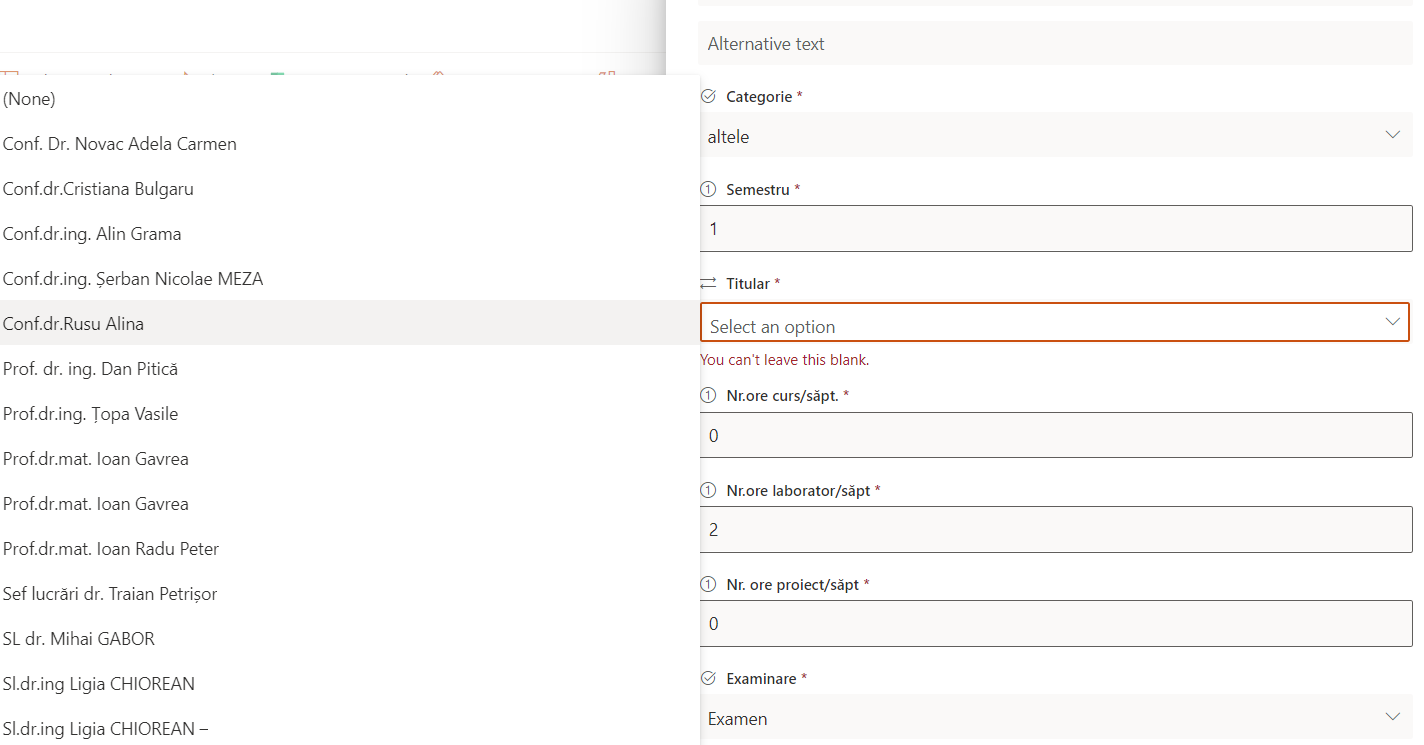 (None)
Conf. Dr. Novac Adela Carmen
Conf.dr.Cristiana Bulgaru
Conf.dr.ing. Alin Grama
Conf.dr.ing. Șerban Nicolae MEZA
Conf.dr.Rusu Alina
Prof. dr. ing. Dan Pitică
Prof.dr.ing. Țopa Vasile
Prof.dr.mat. Ioan Gavrea
Prof.dr.mat. Ioan Gavrea
Prof.dr.mat. Ioan Radu Peter
Sef lucrări dr. Traian Petrișor
SL dr. Mihai GABOR
Sl.dr.ing Ligia CHIOREAN
Sl.dr.ing Ligia CHIOREAN –
Alternative text
Categorie *
altele
1 Semestru *
1
Titular *
Select an option
You can't leave this blank.
1 Nr.ore curs/săpt. *
0
1 Nr.ore laborator/săpt *
2
1 Nr. ore proiect/săpt *
0
Examinare *
Examen